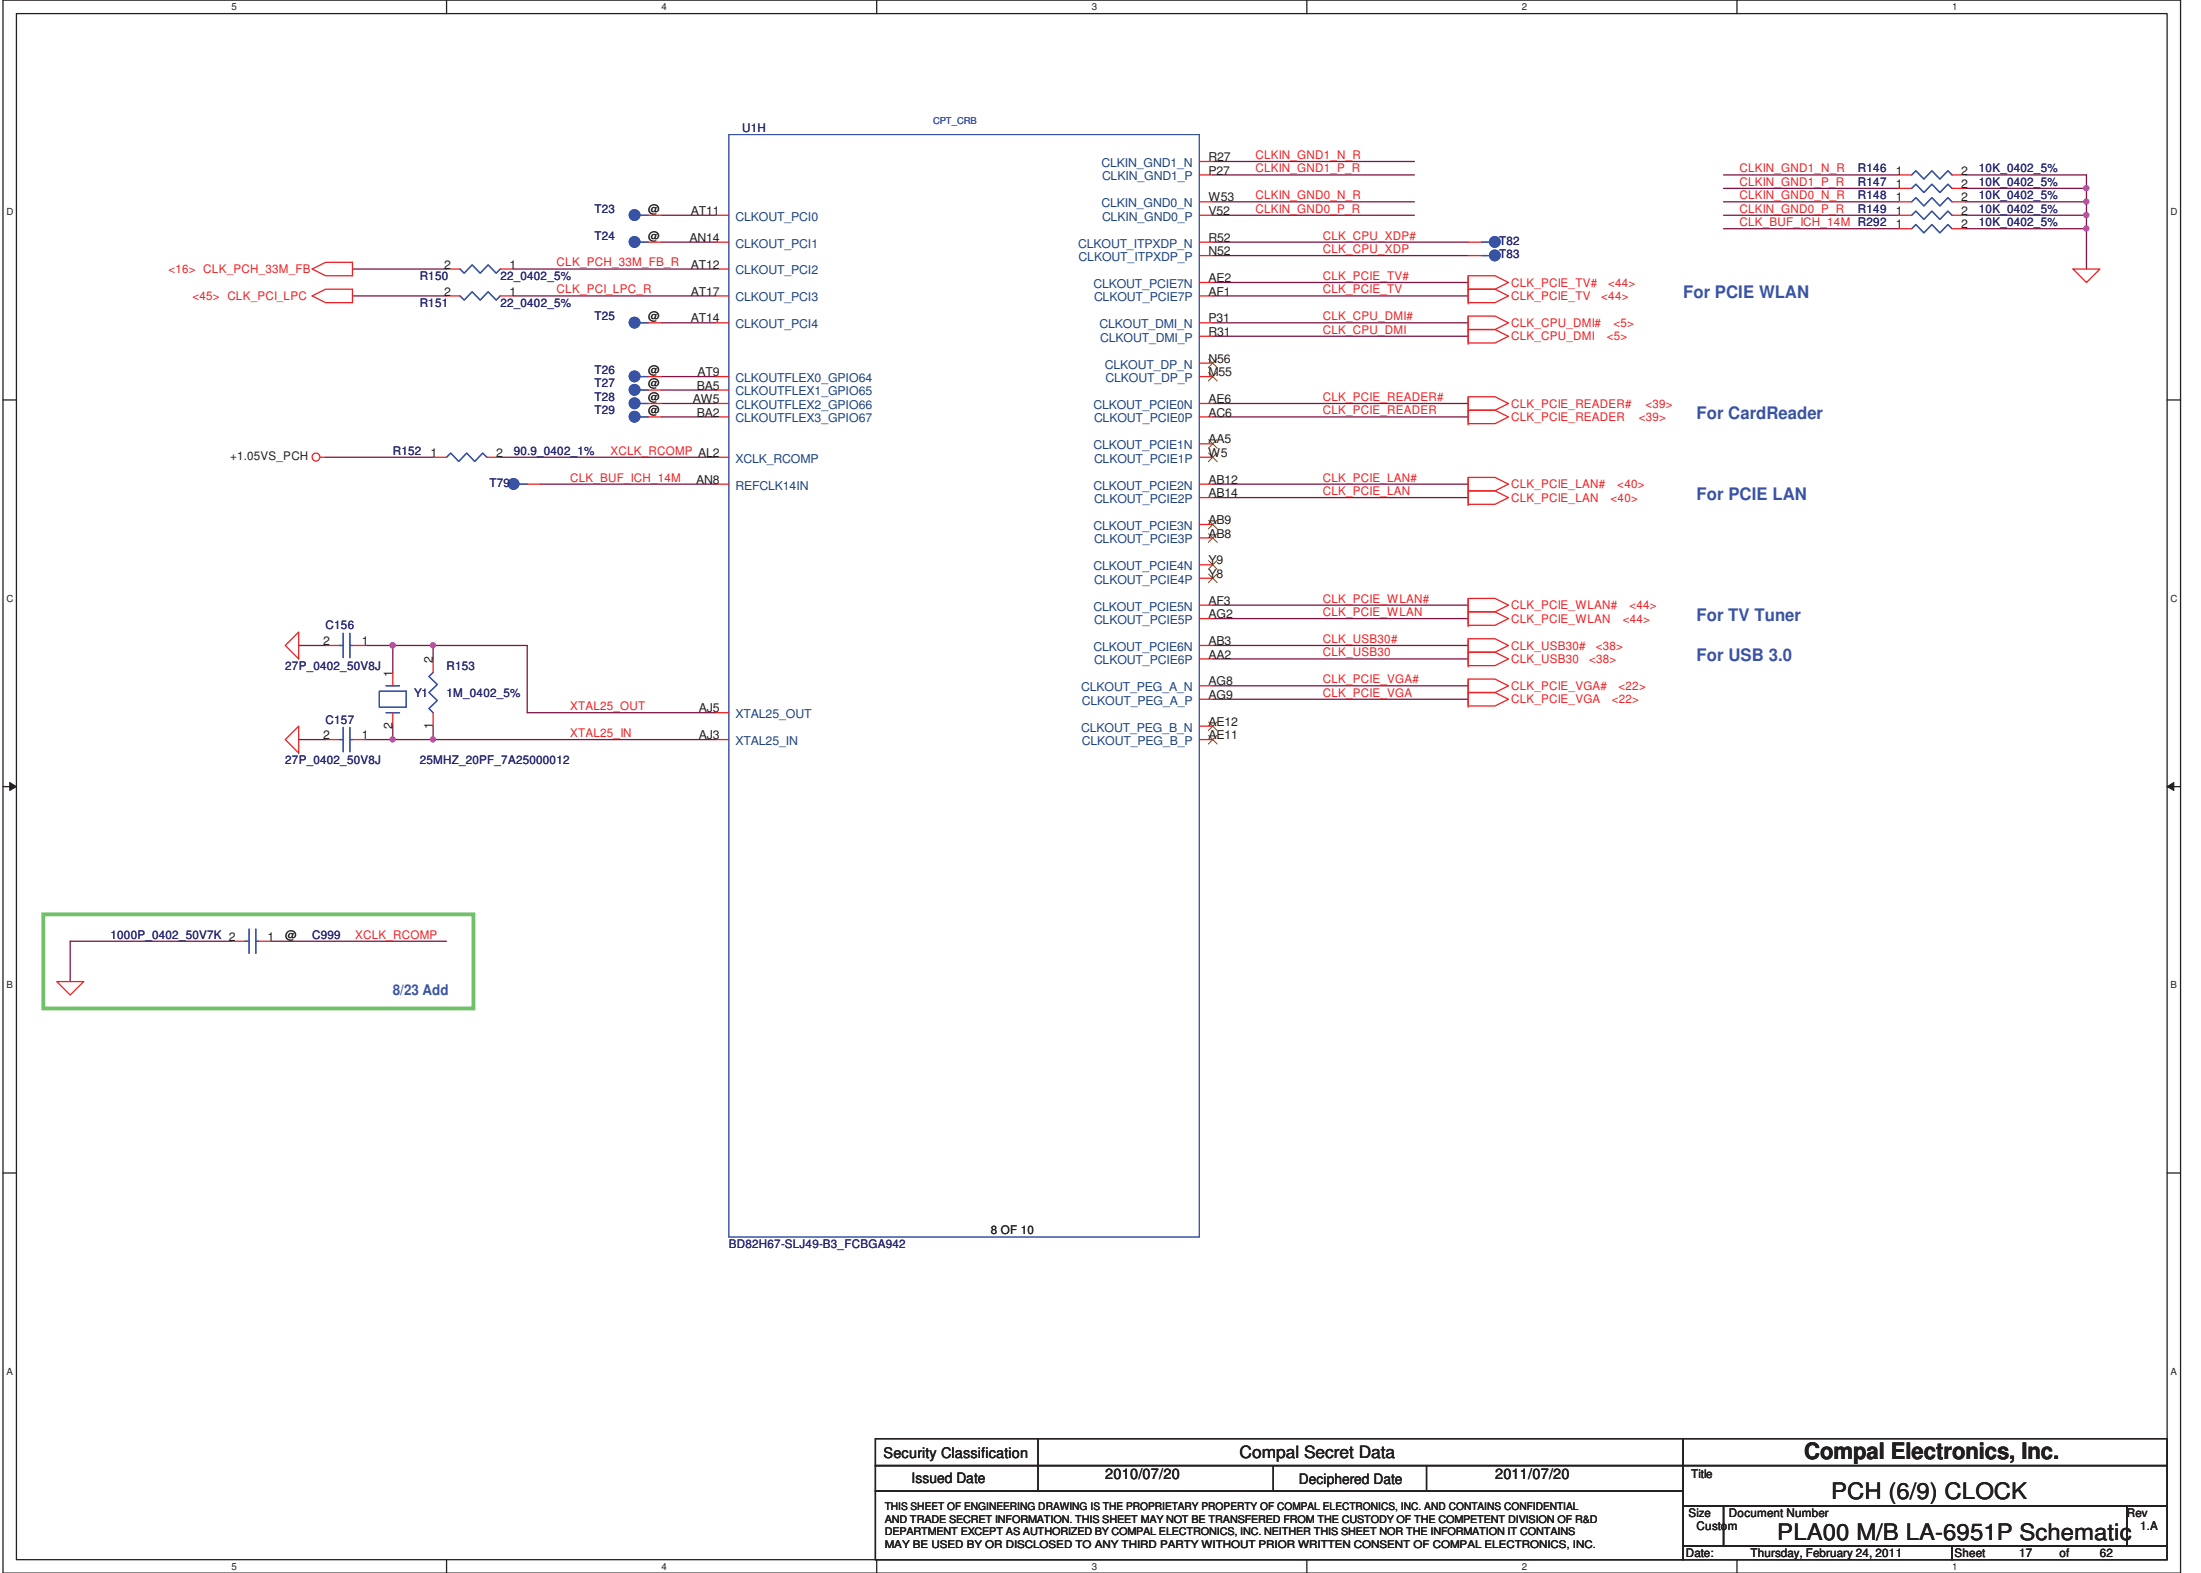 5 4 3 2 1
U1H
CPT_CRB
CLKIN_GND1_N R27 CLKIN_GND1_N_R
CLKIN_GND1_P P27 CLKIN_GND1_P_R
CLKIN_GND0_N W53 CLKIN_GND0_N_R
CLKIN_GND0_P V52 CLKIN_GND0_P_R
CLKOUT_ITPXDP_N R52 CLK_CPU_XDP# T82
CLKOUT_ITPXDP_P N52 CLK_CPU_XDP T83
CLKOUT_PCIE7N AE2 CLK_PCIE_TV# CLK_PCIE_TV# <44>
CLKOUT_PCIE7P AF1 CLK_PCIE_TV CLK_PCIE_TV <44>
For PCIE WLAN
CLKOUT_DMI_N P31 CLK_CPU_DMI# CLK_CPU_DMI# <5>
CLKOUT_DMI_P R31 CLK_CPU_DMI CLK_CPU_DMI <5>
CLKOUT_DP_N N56
CLKOUT_DP_P M55
CLKOUT_PCIE0N AE6 CLK_PCIE_READER# CLK_PCIE_READER# <39>
CLKOUT_PCIE0P AC6 CLK_PCIE_READER CLK_PCIE_READER <39>
For CardReader
CLKOUT_PCIE1N AA5
CLKOUT_PCIE1P W5
CLKOUT_PCIE2N AB12 CLK_PCIE_LAN# CLK_PCIE_LAN# <40>
CLKOUT_PCIE2P AB14 CLK_PCIE_LAN CLK_PCIE_LAN <40>
For PCIE LAN
CLKOUT_PCIE3N AB9
CLKOUT_PCIE3P AB8
CLKOUT_PCIE4N Y9
CLKOUT_PCIE4P Y8
CLKOUT_PCIE5N AF3 CLK_PCIE_WLAN# CLK_PCIE_WLAN# <44>
CLKOUT_PCIE5P AG2 CLK_PCIE_WLAN CLK_PCIE_WLAN <44>
For TV Tuner
CLKOUT_PCIE6N AB3 CLK_USB30# CLK_USB30# <38>
CLKOUT_PCIE6P AA2 CLK_USB30 CLK_USB30 <38>
For USB 3.0
CLKOUT_PEG_A_N AG8 CLK_PCIE_VGA# CLK_PCIE_VGA# <22>
CLKOUT_PEG_A_P AG9 CLK_PCIE_VGA CLK_PCIE_VGA <22>
CLKOUT_PEG_B_N AE12
CLKOUT_PEG_B_P AE11
CLKIN_GND1_N_R R146 1 2 10K_0402_5%
CLKIN_GND1_P_R R147 1 2 10K_0402_5%
CLKIN_GND0_N_R R148 1 2 10K_0402_5%
CLKIN_GND0_P_R R149 1 2 10K_0402_5%
CLK_BUF_ICH_14M R292 1 2 10K_0402_5%
T23 @ AT11 CLKOUT_PCI0
T24 @ AN14 CLKOUT_PCI1
<16> CLK_PCH_33M_FB 2 1 CLK_PCH_33M_FB_R AT12 CLKOUT_PCI2
R150 22_0402_5%
<45> CLK_PCI_LPC 2 1 CLK_PCI_LPC_R AT17 CLKOUT_PCI3
R151 22_0402_5%
T25 @ AT14 CLKOUT_PCI4
T26 @ AT9 CLKOUTFLEX0_GPIO64
T27 @ BA5 CLKOUTFLEX1_GPIO65
T28 @ AW5 CLKOUTFLEX2_GPIO66
T29 @ BA2 CLKOUTFLEX3_GPIO67
+1.05VS_PCH R152 1 2 90.9_0402_1% XCLK_RCOMP AL2 XCLK_RCOMP
T79 CLK_BUF_ICH_14M AN8 REFCLK14IN
C156
2 1
27P_0402_50V8J
2 R153
1
Y1 1M_0402_5%
XTAL25_OUT AJ5 XTAL25_OUT
C157
2 1
2 1
XTAL25_IN AJ3 XTAL25_IN
27P_0402_50V8J
25MHZ_20PF_7A25000012
1000P_0402_50V7K 2 1 @ C999 XCLK_RCOMP
8/23 Add
8 OF 10
BD82H67-SLJ49-B3_FCBGA942
D D
C C
B B
A A
Security Classification
Compal Secret Data
Issued Date 2010/07/20 Deciphered Date 2011/07/20
THIS SHEET OF ENGINEERING DRAWING IS THE PROPRIETARY PROPERTY OF COMPAL ELECTRONICS, INC. AND CONTAINS CONFIDENTIAL
AND TRADE SECRET INFORMATION. THIS SHEET MAY NOT BE TRANSFERED FROM THE CUSTODY OF THE COMPETENT DIVISION OF R&D
DEPARTMENT EXCEPT AS AUTHORIZED BY COMPAL ELECTRONICS, INC. NEITHER THIS SHEET NOR THE INFORMATION IT CONTAINS
MAY BE USED BY OR DISCLOSED TO ANY THIRD PARTY WITHOUT PRIOR WRITTEN CONSENT OF COMPAL ELECTRONICS, INC.
Compal Electronics, Inc.
Title
PCH (6/9) CLOCK
Size Document Number Rev
Custom PLA00 M/B LA-6951P Schematic 1.A
Date: Thursday, February 24, 2011 Sheet 17 of 62
5 4 3 2 1